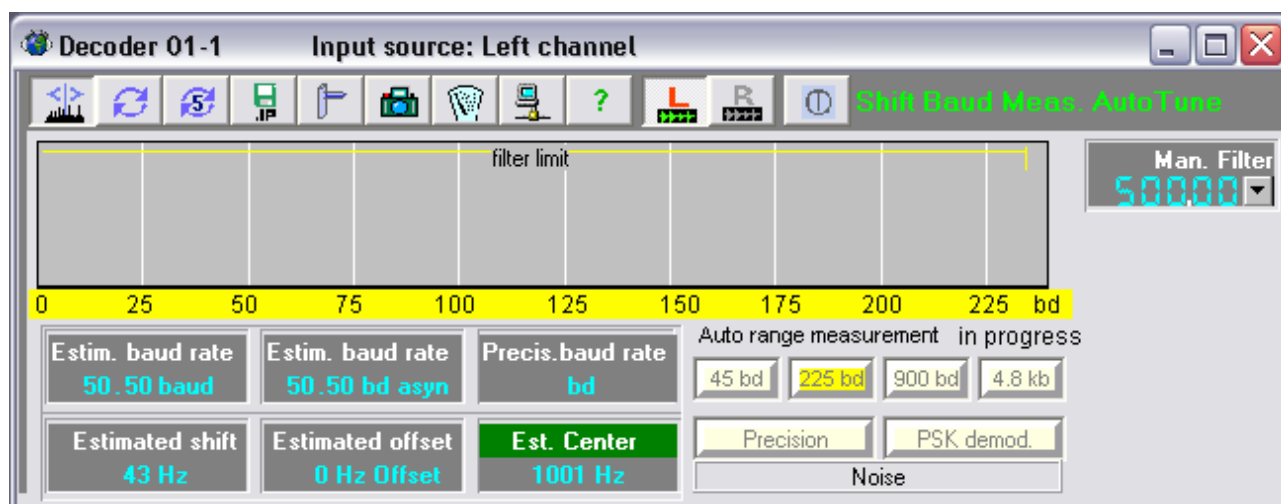 Decoder 01-1 Input source: Left channel
5 .IP ? L R Shift Baud Meas. AutoTune
filter limit
Man. Filter
500.00
0 25 50 75 100 125 150 175 200 225 bd
Auto range measurement in progress
Estim. baud rate Estim. baud rate Precis.baud rate
50.50 baud 50.50 bd asyn bd
45 bd 225 bd 900 bd 4.8 kb
Estimated shift Estimated offset Est. Center
43 Hz 0 Hz Offset 1001 Hz
Precision PSK demod.
Noise